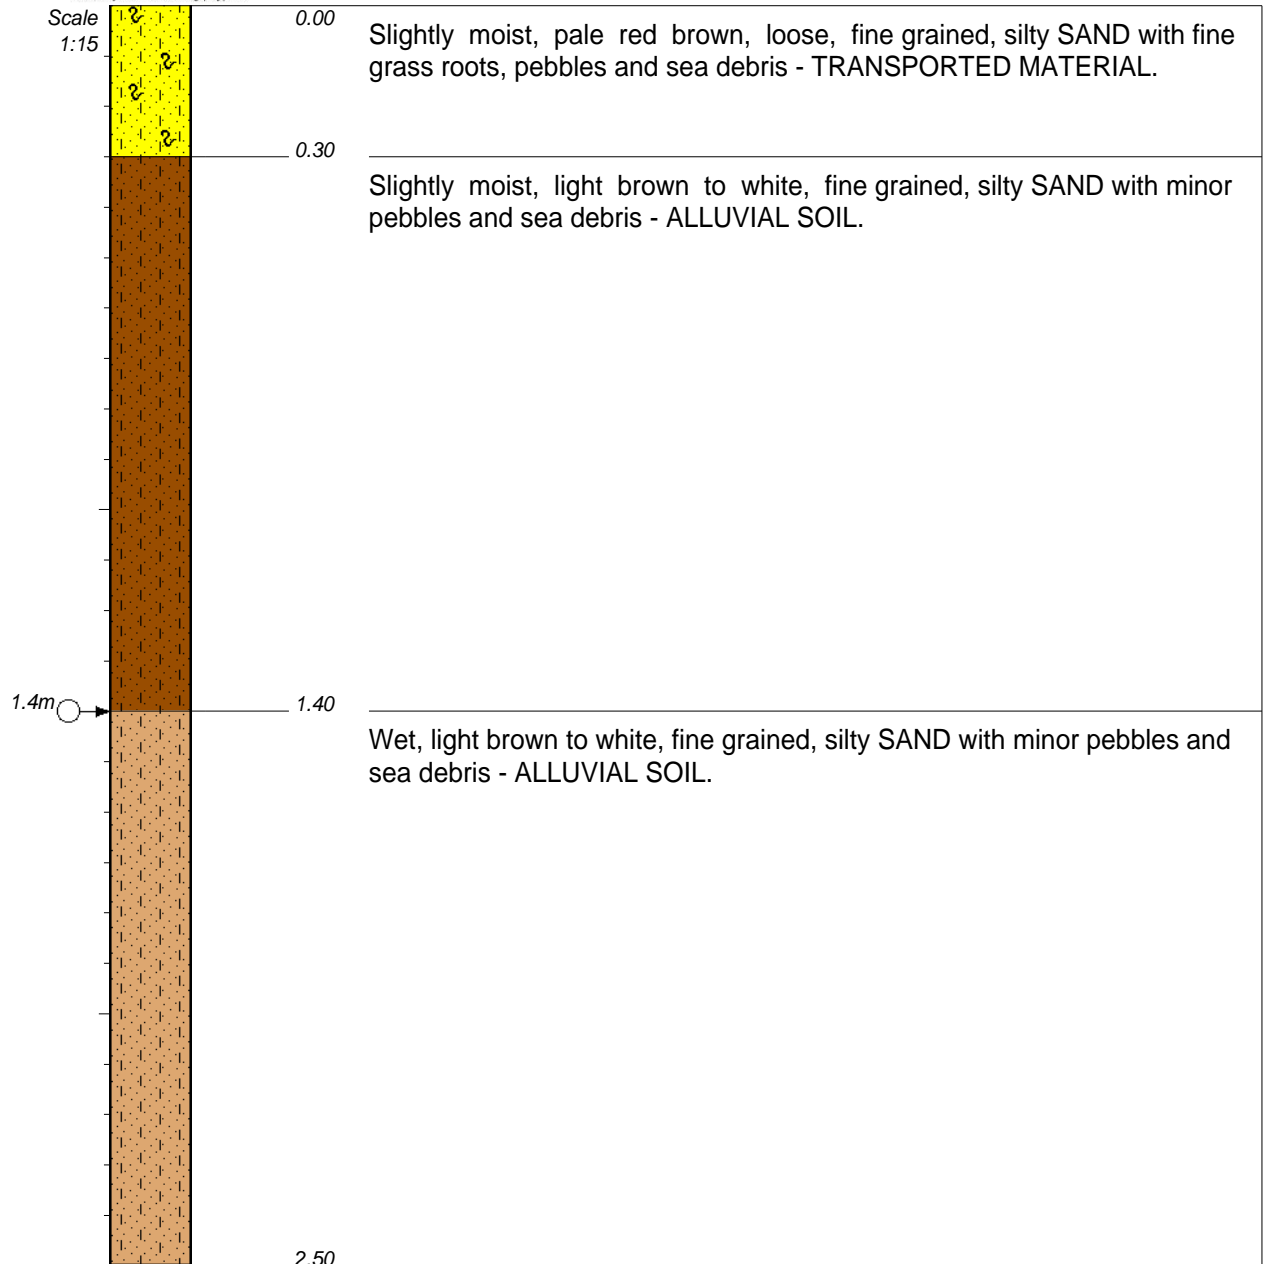 Scale
1:15
0.00
Slightly moist, pale red brown, loose, fine grained, silty SAND with fine
grass roots, pebbles and sea debris - TRANSPORTED MATERIAL.
0.30
Slightly moist, light brown to white, fine grained, silty SAND with minor
pebbles and sea debris - ALLUVIAL SOIL.
1.4m
1.40
Wet, light brown to white, fine grained, silty SAND with minor pebbles and
sea debris - ALLUVIAL SOIL.
2.50